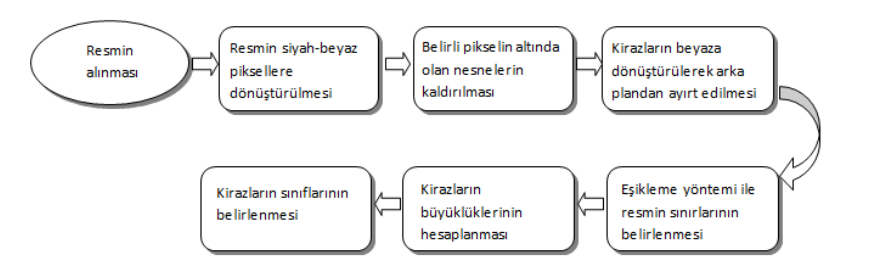 Resmin
alınması
Resmin siyah-beyaz
piksellere
dönüştürülmesi
Belirli pikselin altında
olan nesnelerin
kaldırılması
Kirazların beyaza
dönüştürülerek arka
plandan ayırt edilmesi
Eşikleme yöntemi ile
resmin sınırlarının
belirlenmesi
Kirazların
büyüklüklerinin
hesaplanması
Kirazların sınıflarının
belirlenmesi